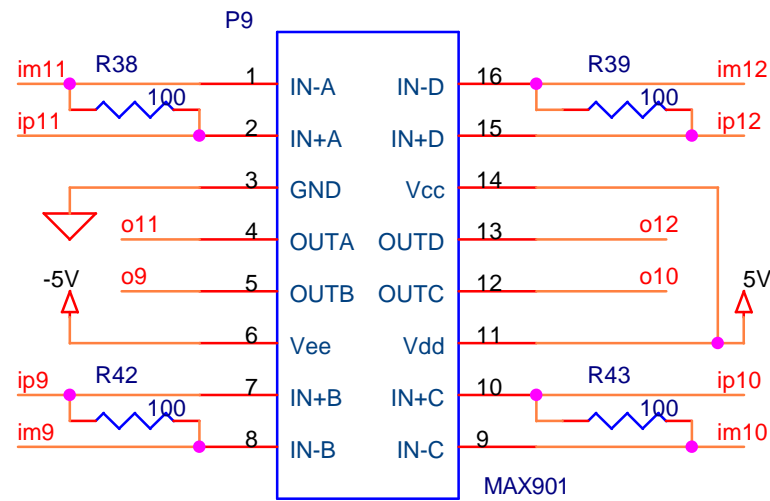 P9
im11 R38 1 IN-A IN-D 16 R39 im12
100 100
ip11 2 IN+A IN+D 15 ip12
3 GND Vcc 14
o11 4 OUTA OUTD 13 o12
-5V o9 5 OUTB OUTC 12 o10 5V
6 Vee Vdd 11
ip9 R42 7 IN+B IN+C 10 R43 ip10
100 100
im9 8 IN-B IN-C 9 im10
MAX901